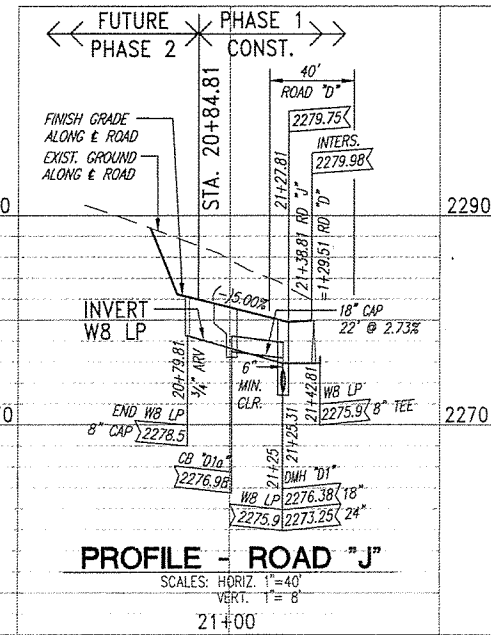 FUTURE
PHASE 2
PHASE 1
CONST.
40'
ROAD "D"
2279.75
INTERS.
2279.98
FINISH GRADE
ALONG ℄ ROAD
EXIST. GROUND
ALONG ℄ ROAD
STA. 20+84.81
21+27.81
21+38.81 RD "J"
=1+29.51 RD "D"
2290
(-)5.00%
INVERT
W8 LP
18" CAP
22' @ 2.73%
20+79.81
3/4" ARV
6"
MIN.
CLR.
21+42.81
W8 LP
2275.9 8" TEE
END W8 LP
8" CAP 2278.5
2270
21+25
21+25.31
CB "D1a"
2276.98
DMH "D1"
W8 LP 2276.38 18"
2275.9 2273.25 24"
PROFILE - ROAD "J"
SCALES: HORIZ. 1"=40'
VERT. 1"= 8'
21+00